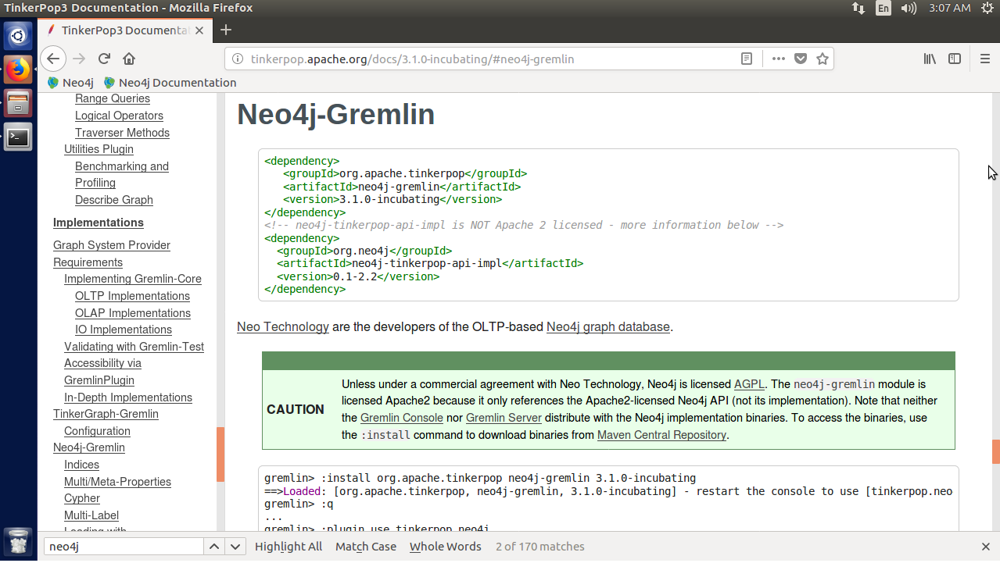 TinkerPop3 Documentation - Mozilla Firefox
En
3:07 AM
TinkerPop3 Documenta
tinkerpop.apache.org/docs/3.1.0-incubating/#neo4j-gremlin
Neo4j
Neo4j Documentation
Range Queries
Logical Operators
Traverser Methods
Utilities Plugin
Benchmarking and
Profiling
Describe Graph
Implementations
Graph System Provider
Requirements
Implementing Gremlin-Core
OLTP Implementations
OLAP Implementations
IO Implementations
Validating with Gremlin-Test
Accessibility via
GremlinPlugin
In-Depth Implementations
TinkerGraph-Gremlin
Configuration
Neo4j-Gremlin
Indices
Multi/Meta-Properties
Cypher
Multi-Label
Loading with
Neo4j-Gremlin
<dependency>
   <groupId>org.apache.tinkerpop</groupId>
   <artifactId>neo4j-gremlin</artifactId>
   <version>3.1.0-incubating</version>
</dependency>
<!-- neo4j-tinkerpop-api-impl is NOT Apache 2 licensed - more information below -->
<dependency>
  <groupId>org.neo4j</groupId>
  <artifactId>neo4j-tinkerpop-api-impl</artifactId>
  <version>0.1-2.2</version>
</dependency>
Neo Technology are the developers of the OLTP-based Neo4j graph database.
CAUTION
Unless under a commercial agreement with Neo Technology, Neo4j is licensed AGPL. The neo4j-gremlin module is
licensed Apache2 because it only references the Apache2-licensed Neo4j API (not its implementation). Note that neither
the Gremlin Console nor Gremlin Server distribute with the Neo4j implementation binaries. To access the binaries, use
the :install command to download binaries from Maven Central Repository.
gremlin> :install org.apache.tinkerpop neo4j-gremlin 3.1.0-incubating
==>Loaded: [org.apache.tinkerpop, neo4j-gremlin, 3.1.0-incubating] - restart the console to use [tinkerpop.neo
gremlin> :q
...
gremlin> :plugin use tinkerpop.neo4j
neo4j
Highlight All
Match Case
Whole Words
2 of 170 matches